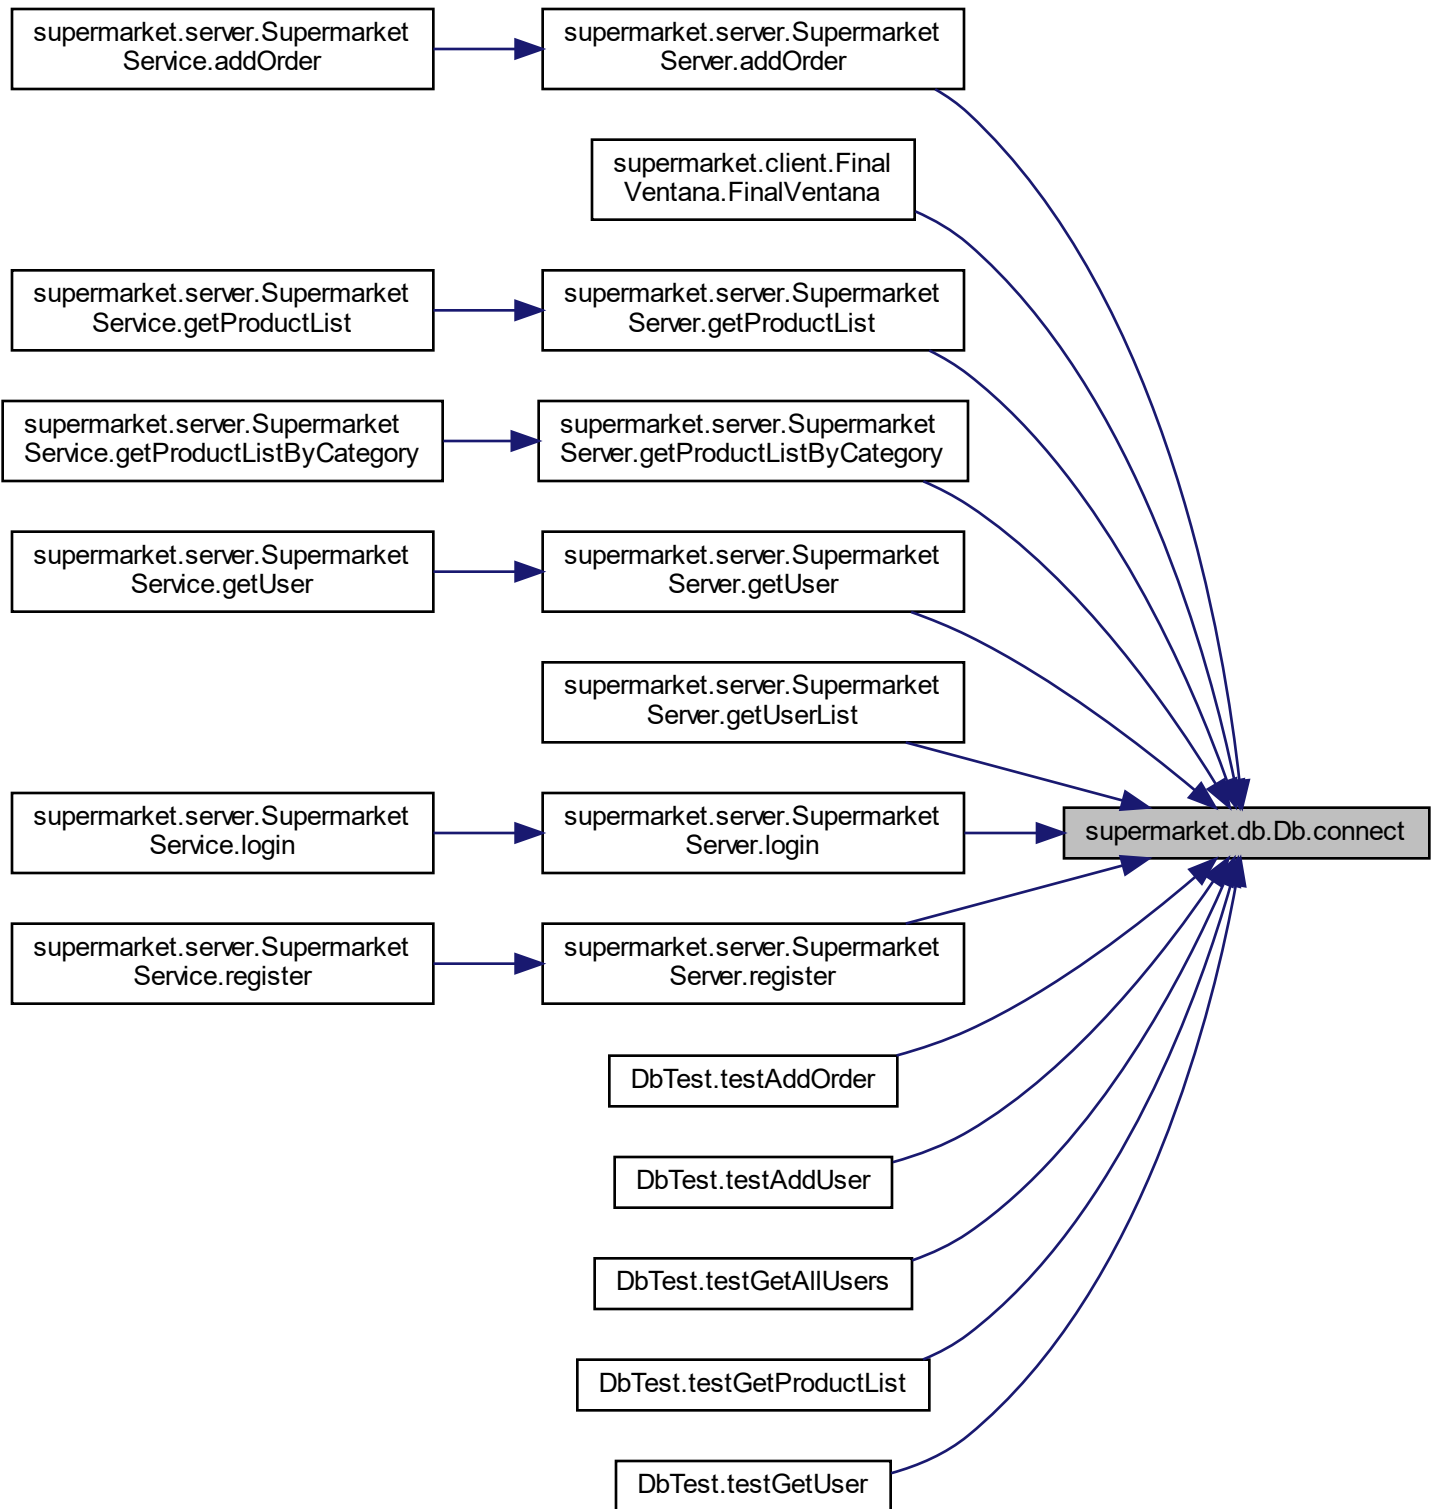 supermarket.server.Supermarket
Service.addOrder
supermarket.server.Supermarket
Server.addOrder
supermarket.client.Final
Ventana.FinalVentana
supermarket.server.Supermarket
Service.getProductList
supermarket.server.Supermarket
Server.getProductList
supermarket.server.Supermarket
Service.getProductListByCategory
supermarket.server.Supermarket
Server.getProductListByCategory
supermarket.server.Supermarket
Service.getUser
supermarket.server.Supermarket
Server.getUser
supermarket.server.Supermarket
Server.getUserList
supermarket.server.Supermarket
Service.login
supermarket.server.Supermarket
Server.login
supermarket.db.Db.connect
supermarket.server.Supermarket
Service.register
supermarket.server.Supermarket
Server.register
DbTest.testAddOrder
DbTest.testAddUser
DbTest.testGetAllUsers
DbTest.testGetProductList
DbTest.testGetUser